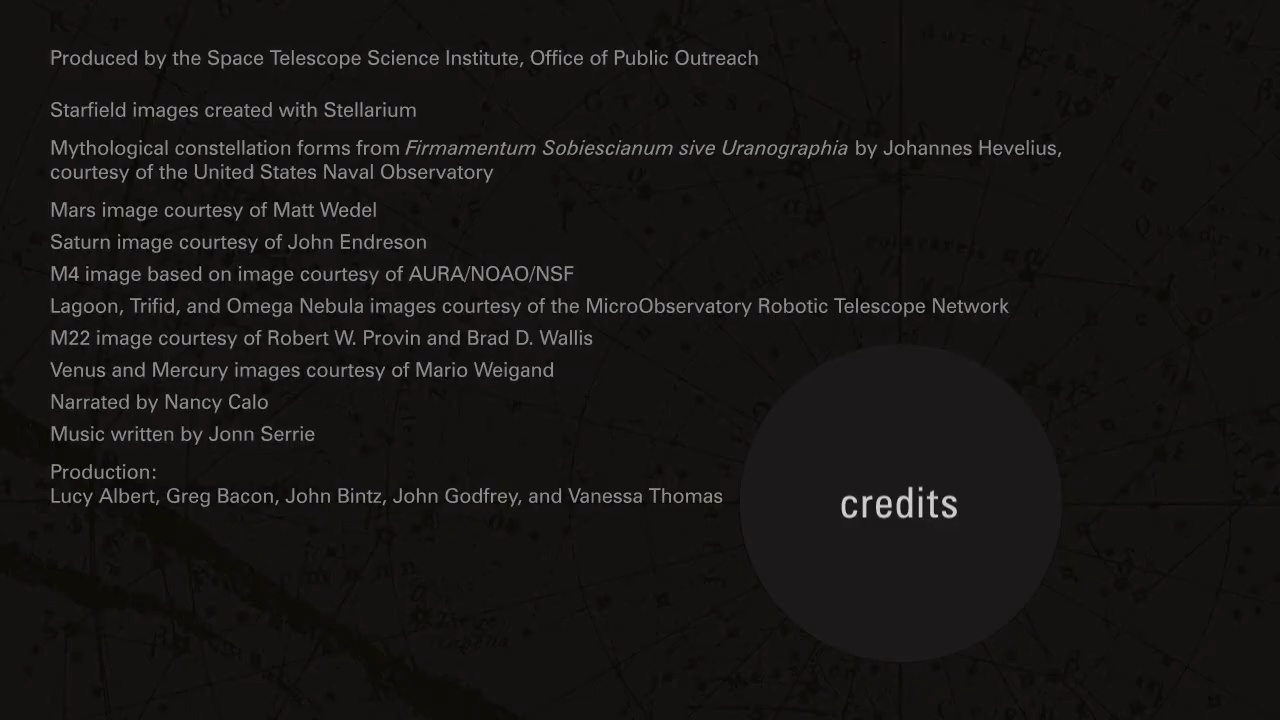 Produced by the Space Telescope Science Institute, Office of Public Outreach
Starfield images created with Stellarium
Mythological constellation forms from Firmamentum Sobiescianum sive Uranographia by Johannes Hevelius,
courtesy of the United States Naval Observatory
Mars image courtesy of Matt Wedel
Saturn image courtesy of John Endreson
M4 image based on image courtesy of AURA/NOAO/NSF
Lagoon, Trifid, and Omega Nebula images courtesy of the MicroObservatory Robotic Telescope Network
M22 image courtesy of Robert W. Provin and Brad D. Wallis
Venus and Mercury images courtesy of Mario Weigand
Narrated by Nancy Calo
Music written by Jonn Serrie
Production:
Lucy Albert, Greg Bacon, John Bintz, John Godfrey, and Vanessa Thomas
credits